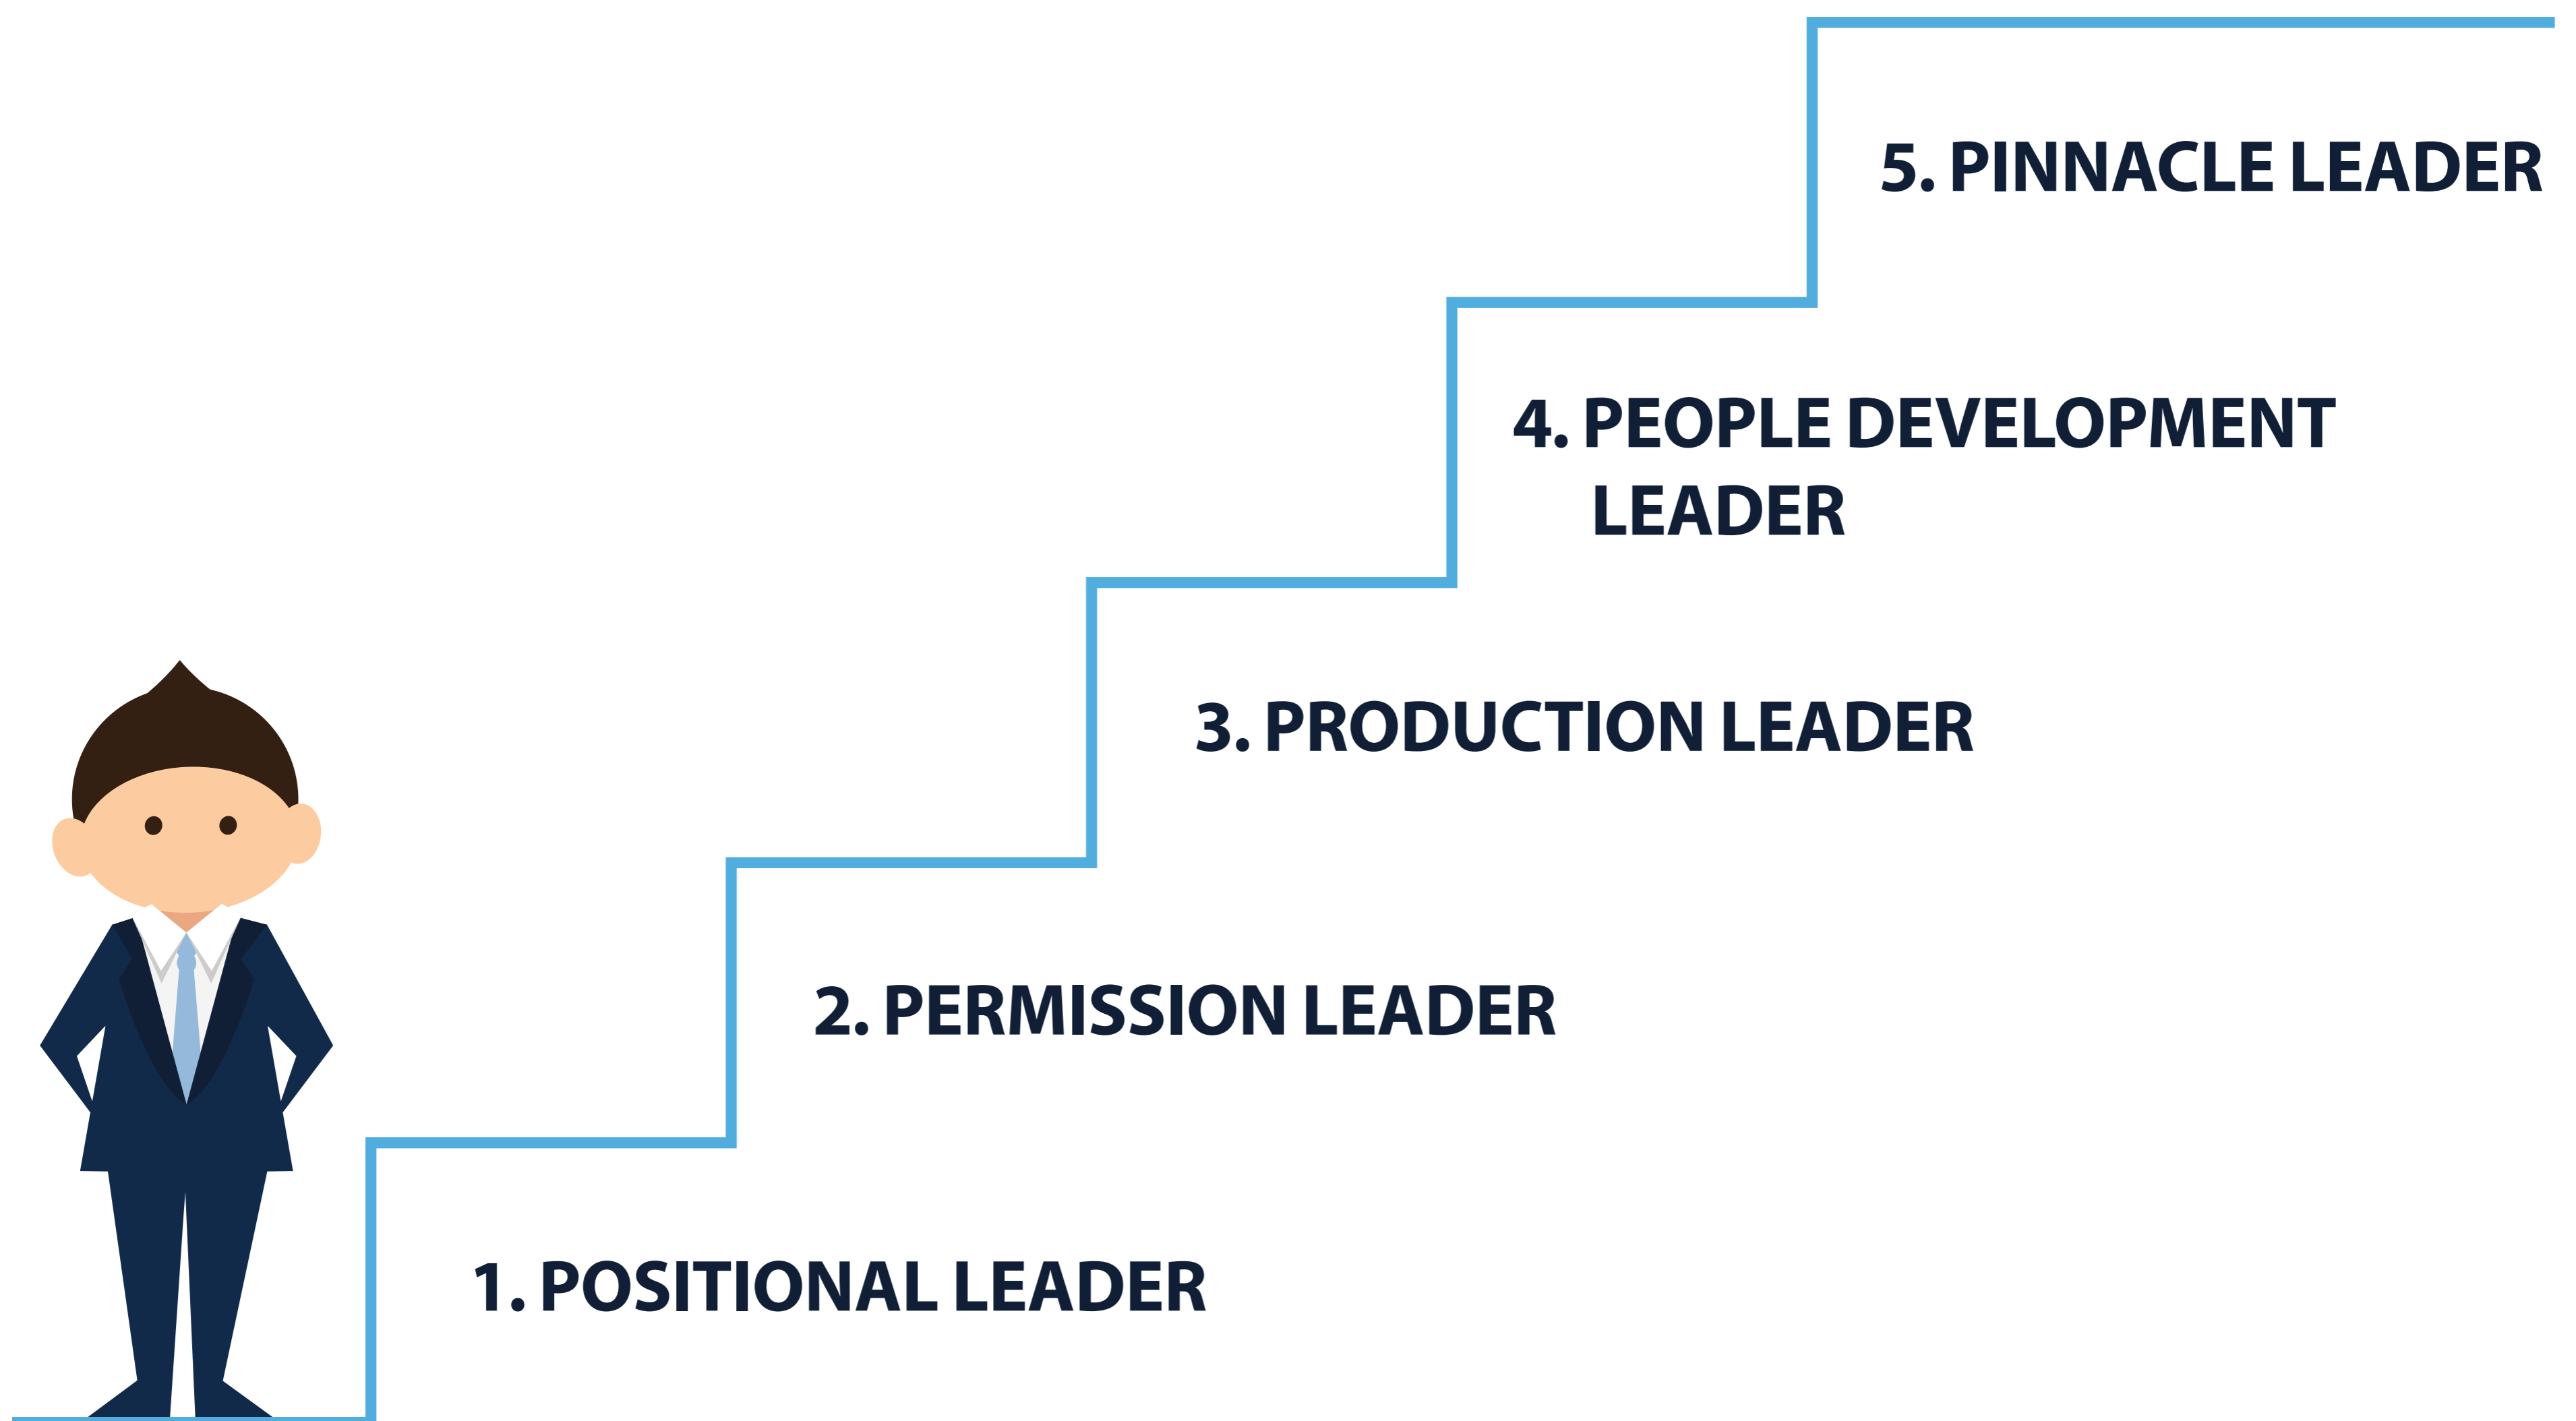 5. PINNACLE LEADER
4. PEOPLE DEVELOPMENT
LEADER
3. PRODUCTION LEADER
2. PERMISSION LEADER
1. POSITIONAL LEADER